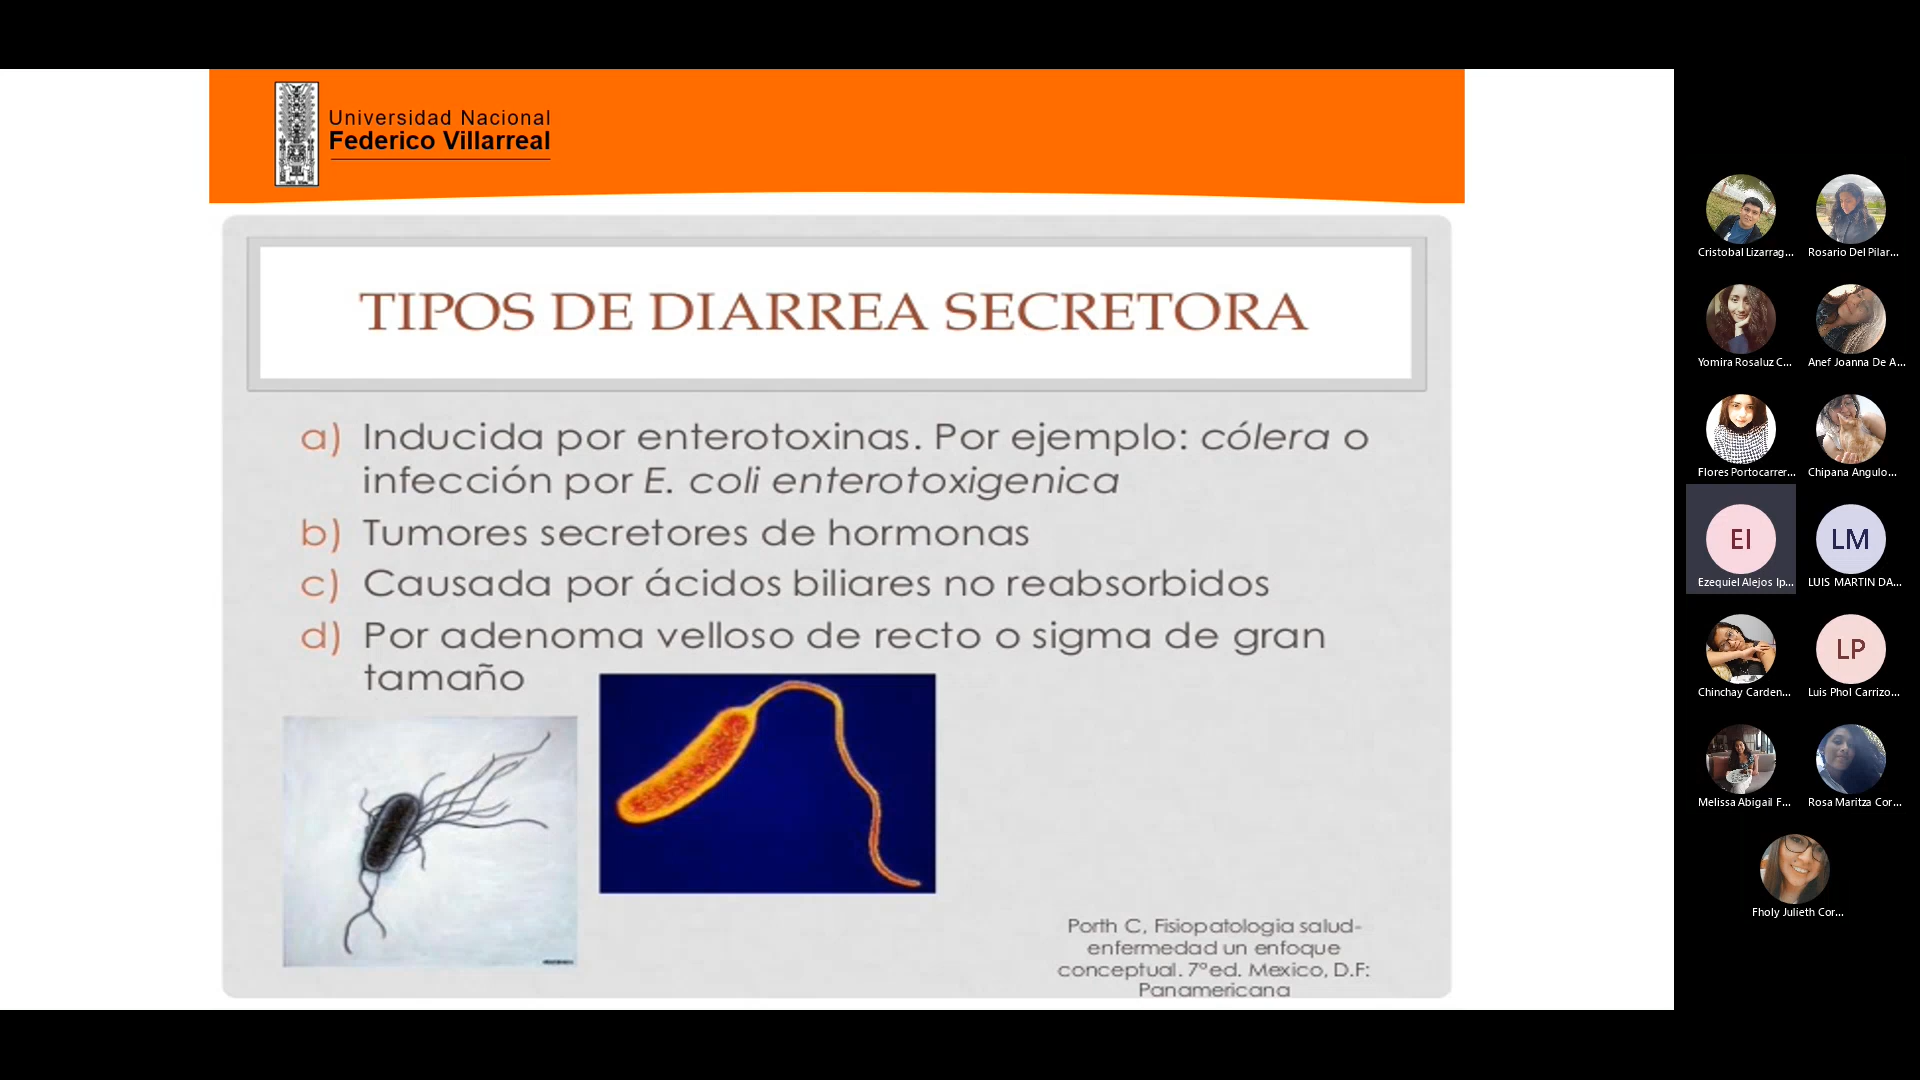 Universidad Nacional
Federico Villarreal
TIPOS DE DIARREA SECRETORA
a) Inducida por enterotoxinas. Por ejemplo: cólera o
infección por E. coli enterotoxigenica
b) Tumores secretores de hormonas
c) Causada por ácidos biliares no reabsorbidos
d) Por adenoma velloso de recto o sigma de gran
tamaño
Porth C, Fisiopatologia salud-
enfermedad un enfoque
conceptual. 7°ed. Mexico, D.F:
Panamericana
Cristobal Lizarrag...
Rosario Del Pilar...
Yomira Rosaluz C...
Anef Joanna De A...
Flores Portocarrer...
Chipana Angulo...
EI
Ezequiel Alejos Ip...
LM
LUIS MARTIN DA...
Chinchay Carden...
LP
Luis Phol Carrizo...
Melissa Abigail F...
Rosa Maritza Cor...
Fholy Julieth Cor...